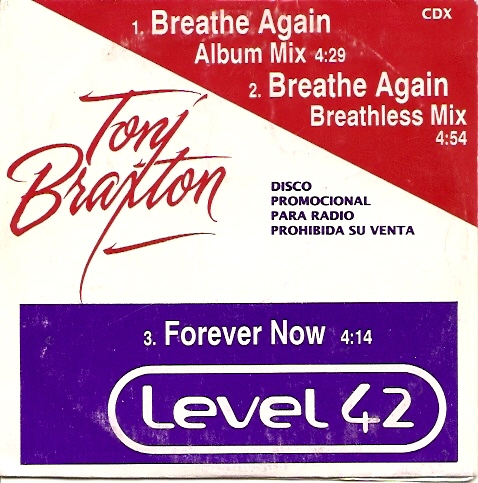 CDX
1. Breathe Again
Album Mix 4:29
2. Breathe Again
Breathless Mix
4:54
Toni
Braxton
DISCO
PROMOCIONAL
PARA RADIO
PROHIBIDA SU VENTA
3. Forever Now 4:14
Level 42